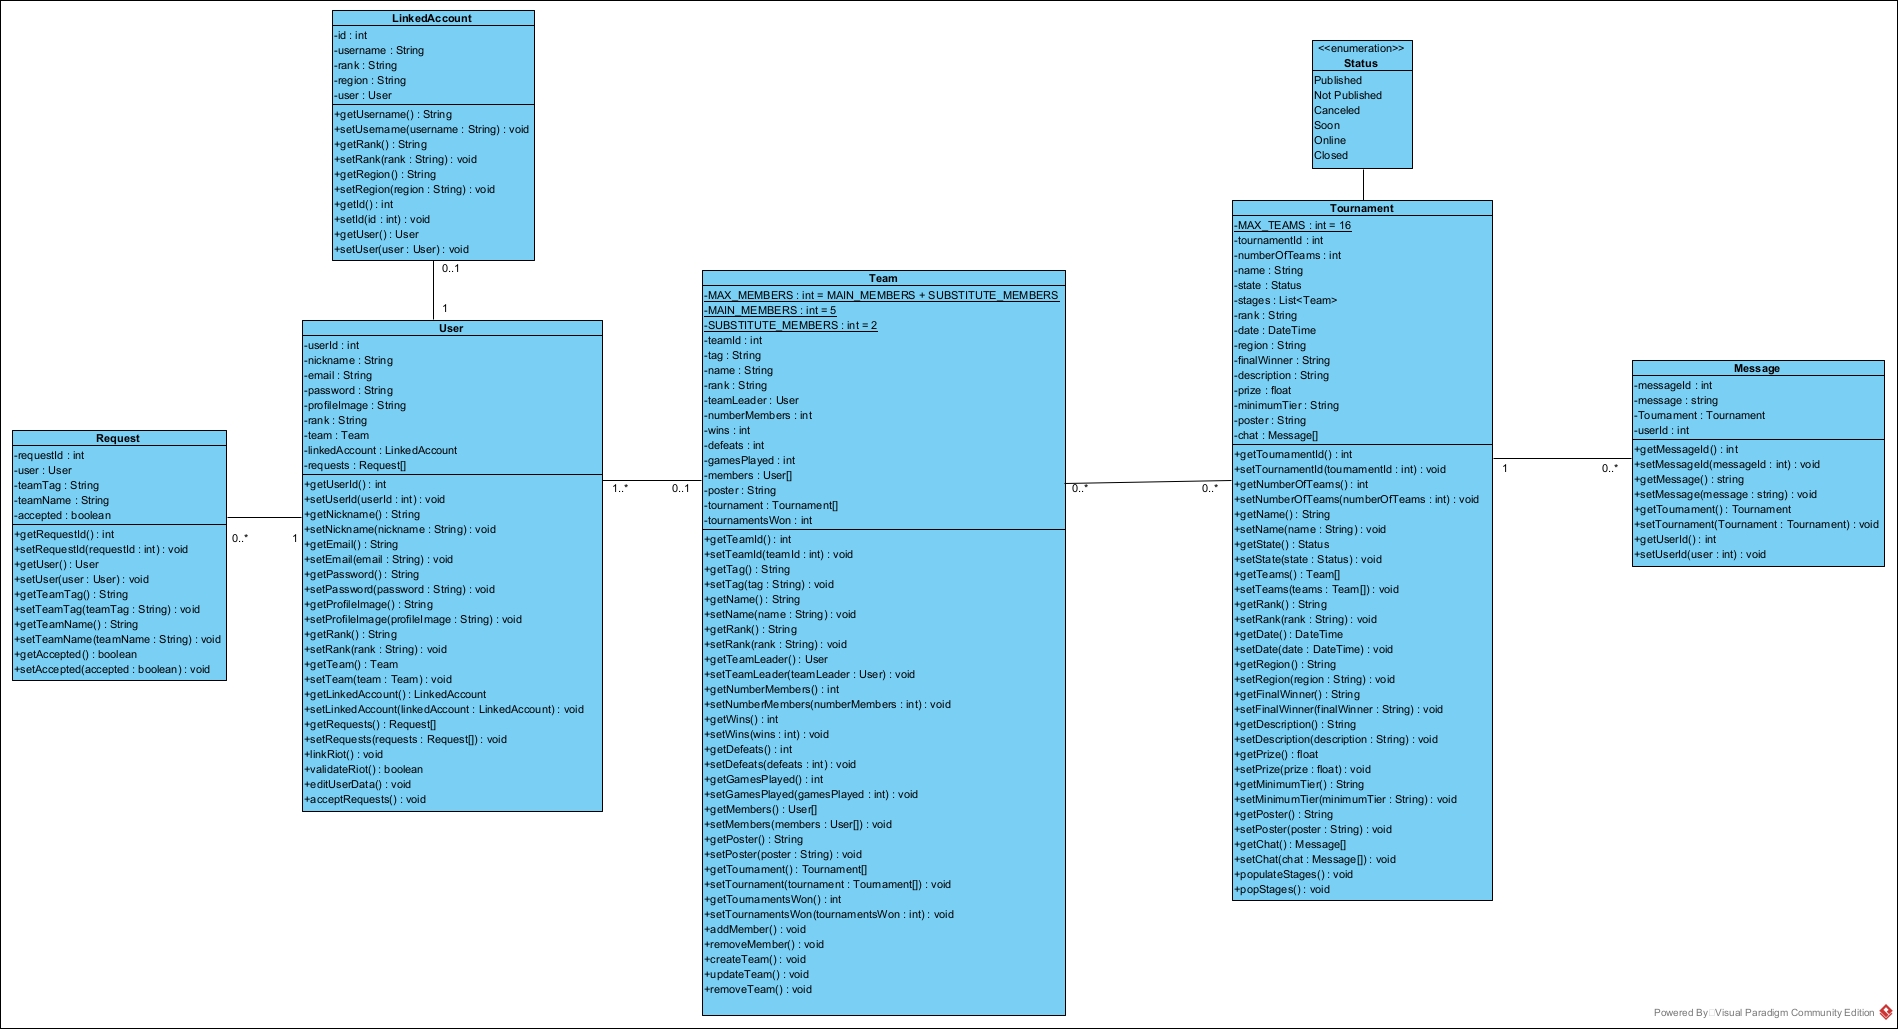 LinkedAccount
-id : int
-username : String
-rank : String
-region : String
-user : User
+getUsername() : String
+setUsername(username : String) : void
+getRank() : String
+setRank(rank : String) : void
+getRegion() : String
+setRegion(region : String) : void
+getId() : int
+setId(id : int) : void
+getUser() : User
+setUser(user : User) : void
0..1
1
<<enumeration>>
Status
Published
Not Published
Canceled
Soon
Online
Closed
Request
-requestId : int
-user : User
-teamTag : String
-teamName : String
-accepted : boolean
+getRequestId() : int
+setRequestId(requestId : int) : void
+getUser() : User
+setUser(user : User) : void
+getTeamTag() : String
+setTeamTag(teamTag : String) : void
+getTeamName() : String
+setTeamName(teamName : String) : void
+getAccepted() : boolean
+setAccepted(accepted : boolean) : void
0..*
1
User
-userId : int
-nickname : String
-email : String
-password : String
-profileImage : String
-rank : String
-team : Team
-linkedAccount : LinkedAccount
-requests : Request[]
+getUserId() : int
+setUserId(userId : int) : void
+getNickname() : String
+setNickname(nickname : String) : void
+getEmail() : String
+setEmail(email : String) : void
+getPassword() : String
+setPassword(password : String) : void
+getProfileImage() : String
+setProfileImage(profileImage : String) : void
+getRank() : String
+setRank(rank : String) : void
+getTeam() : Team
+setTeam(team : Team) : void
+getLinkedAccount() : LinkedAccount
+setLinkedAccount(linkedAccount : LinkedAccount) : void
+getRequests() : Request[]
+setRequests(requests : Request[]) : void
+linkRiot() : void
+validateRiot() : boolean
+editUserData() : void
+acceptRequests() : void
1..*
0..1
Team
-MAX_MEMBERS : int = MAIN_MEMBERS + SUBSTITUTE_MEMBERS
-MAIN_MEMBERS : int = 5
-SUBSTITUTE_MEMBERS : int = 2
-teamId : int
-tag : String
-name : String
-rank : String
-teamLeader : User
-numberMembers : int
-wins : int
-defeats : int
-gamesPlayed : int
-members : User[]
-poster : String
-tournament : Tournament[]
-tournamentsWon : int
+getTeamId() : int
+setTeamId(teamId : int) : void
+getTag() : String
+setTag(tag : String) : void
+getName() : String
+setName(name : String) : void
+getRank() : String
+setRank(rank : String) : void
+getTeamLeader() : User
+setTeamLeader(teamLeader : User) : void
+getNumberMembers() : int
+setNumberMembers(numberMembers : int) : void
+getWins() : int
+setWins(wins : int) : void
+getDefeats() : int
+setDefeats(defeats : int) : void
+getGamesPlayed() : int
+setGamesPlayed(gamesPlayed : int) : void
+getMembers() : User[]
+setMembers(members : User[]) : void
+getPoster() : String
+setPoster(poster : String) : void
+getTournament() : Tournament[]
+setTournament(tournament : Tournament[]) : void
+getTournamentsWon() : int
+setTournamentsWon(tournamentsWon : int) : void
+addMember() : void
+removeMember() : void
+createTeam() : void
+updateTeam() : void
+removeTeam() : void
0..*
0..*
Tournament
-MAX_TEAMS : int = 16
-tournamentId : int
-numberOfTeams : int
-name : String
-state : Status
-stages : List<Team>
-rank : String
-date : DateTime
-region : String
-finalWinner : String
-description : String
-prize : float
-minimumTier : String
-poster : String
-chat : Message[]
+getTournamentId() : int
+setTournamentId(tournamentId : int) : void
+getNumberOfTeams() : int
+setNumberOfTeams(numberOfTeams : int) : void
+getName() : String
+setName(name : String) : void
+getState() : Status
+setState(state : Status) : void
+getTeams() : Team[]
+setTeams(teams : Team[]) : void
+getRank() : String
+setRank(rank : String) : void
+getDate() : DateTime
+setDate(date : DateTime) : void
+getRegion() : String
+setRegion(region : String) : void
+getFinalWinner() : String
+setFinalWinner(finalWinner : String) : void
+getDescription() : String
+setDescription(description : String) : void
+getPrize() : float
+setPrize(prize : float) : void
+getMinimumTier() : String
+setMinimumTier(minimumTier : String) : void
+getPoster() : String
+setPoster(poster : String) : void
+getChat() : Message[]
+setChat(chat : Message[]) : void
+populateStages() : void
+popStages() : void
1
0..*
Message
-messageId : int
-message : string
-Tournament : Tournament
-userId : int
+getMessageId() : int
+setMessageId(messageId : int) : void
+getMessage() : string
+setMessage(message : string) : void
+getTournament() : Tournament
+setTournament(Tournament : Tournament) : void
+getUserId() : int
+setUserId(user : int) : void
Powered By Visual Paradigm Community Edition